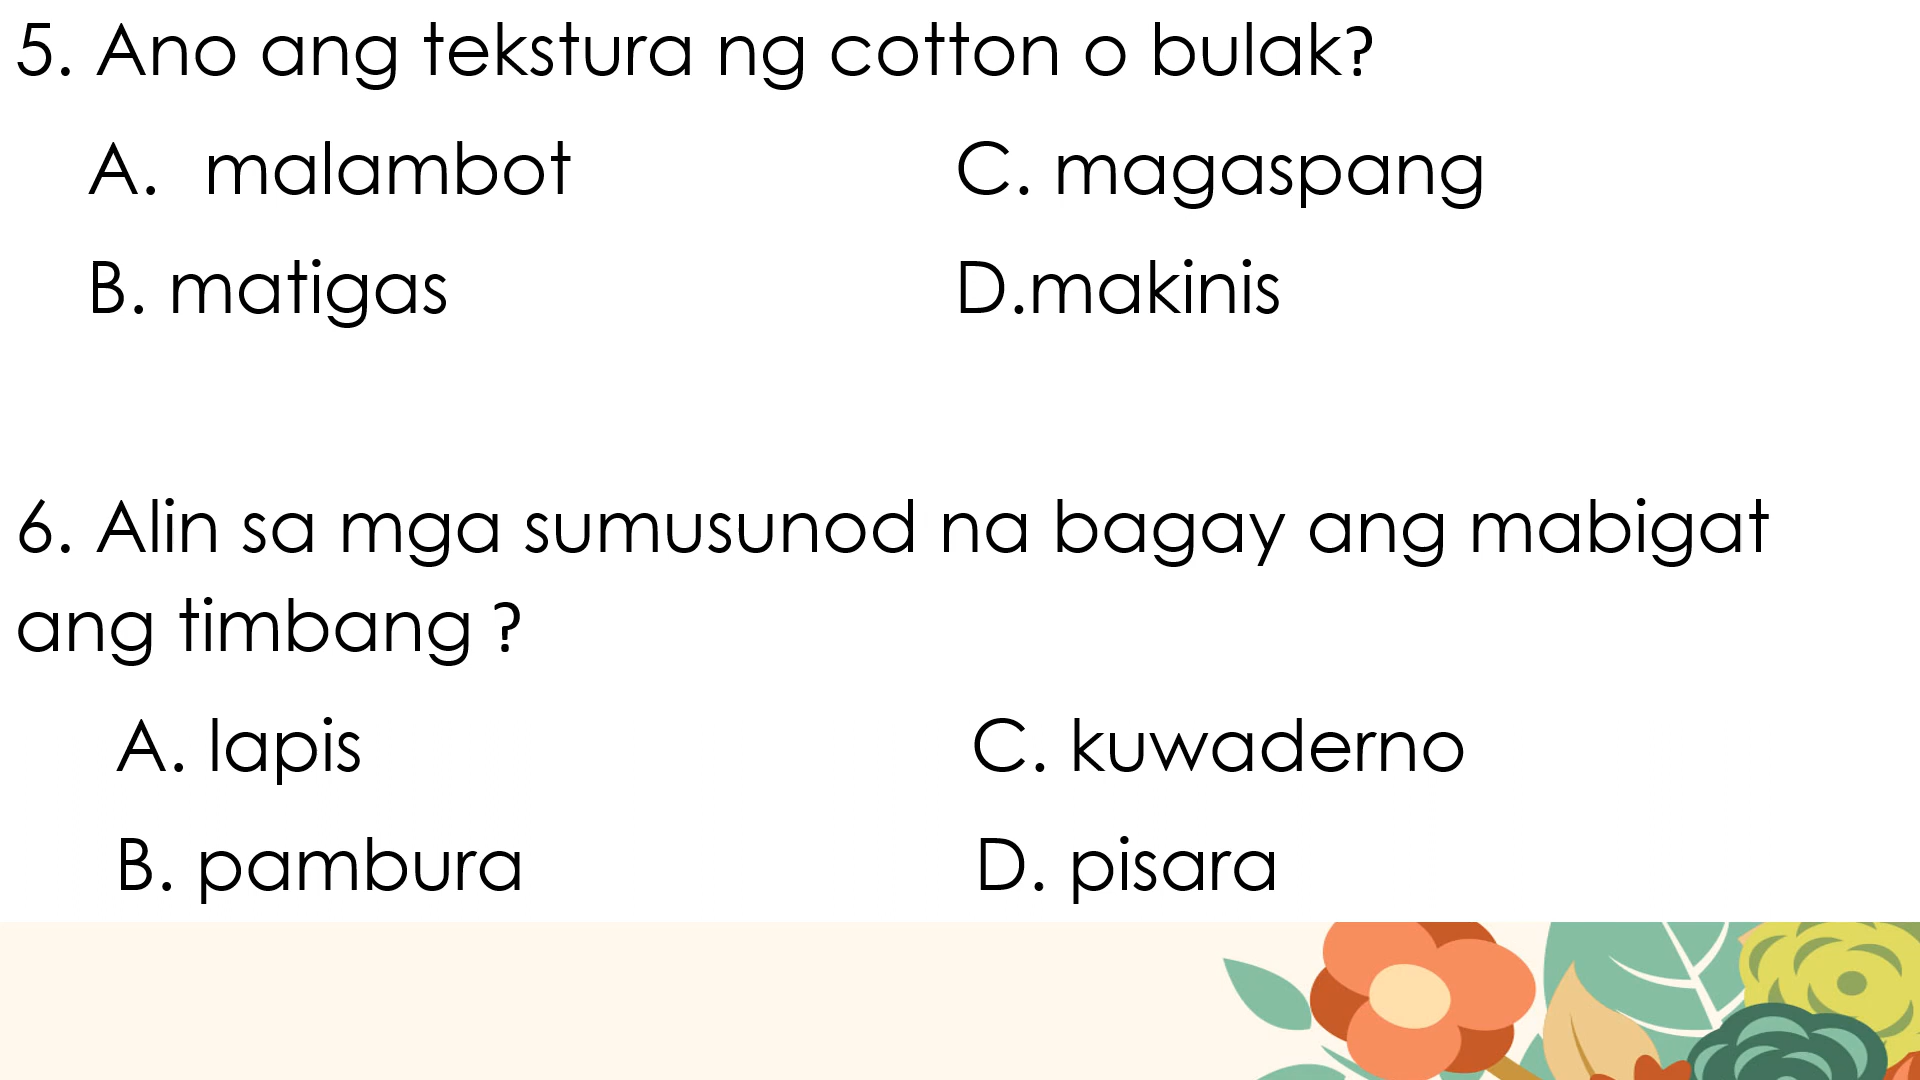 5. Ano ang tekstura ng cotton o bulak?
A. malambot C. magaspang
B. matigas D.makinis
6. Alin sa mga sumusunod na bagay ang mabigat
ang timbang ?
A. lapis C. kuwaderno
B. pambura D. pisara